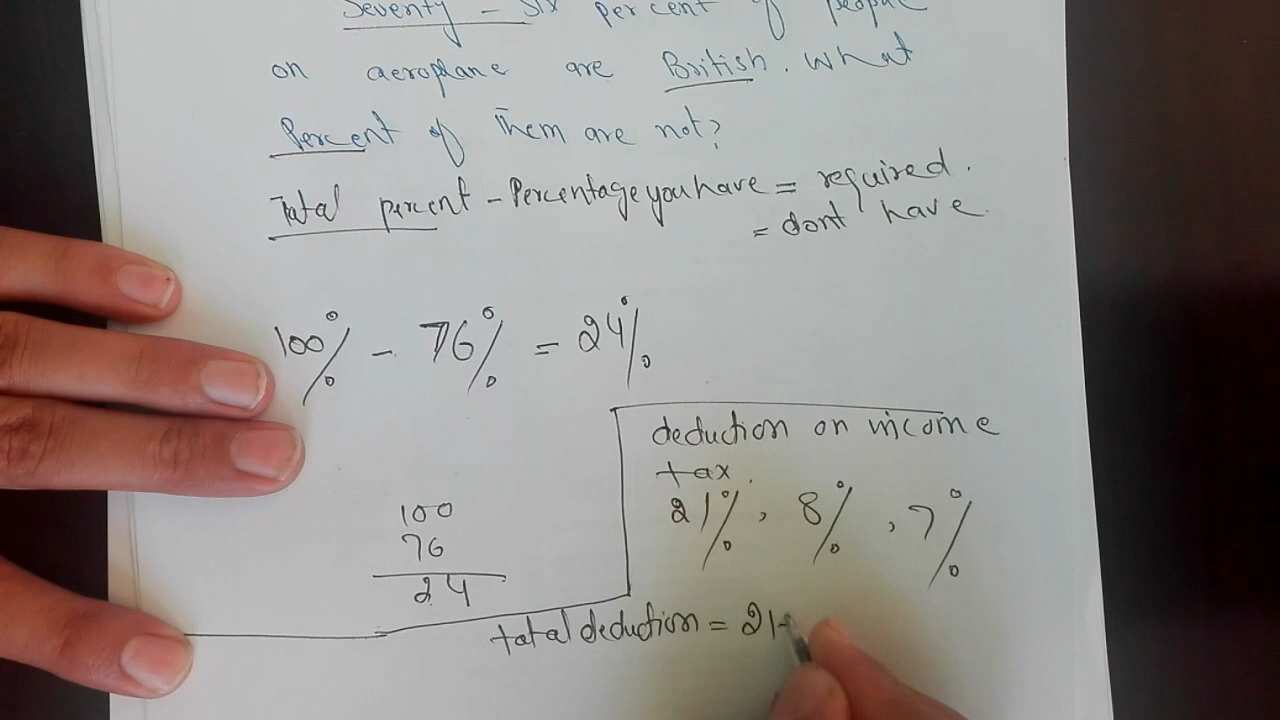 Seventy - six percent of people
on aeroplane are British. What
Percent of them are not?
Total percent - Percentage you have = required.
= dont have.
100% - 76% = 24%
100
76
24
deduction on income
tax.
21%, 8%, 7%
total deduction = 21